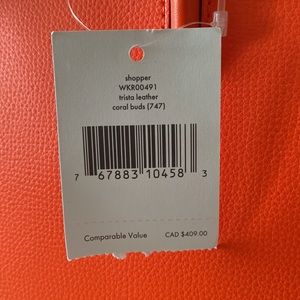 shopper
WKR00491
trista leather
coral buds (747)
7 67883 10458 3
Comparable Value CAD $409.00